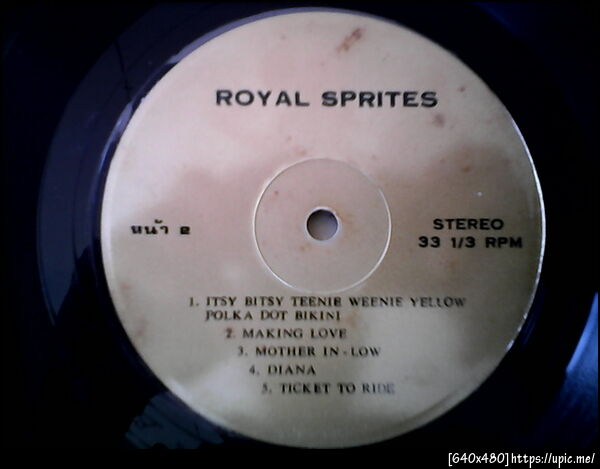 ROYAL SPRITES
หน้า ๒
STEREO
33 1/3 RPM
1. ITSY BITSY TEENIE WEENIE YELLOW
POLKA DOT BIKINI
2. MAKING LOVE
3. MOTHER IN-LOW
4. DIANA
5. TICKET TO RIDE
[640x480]https://upic.me/